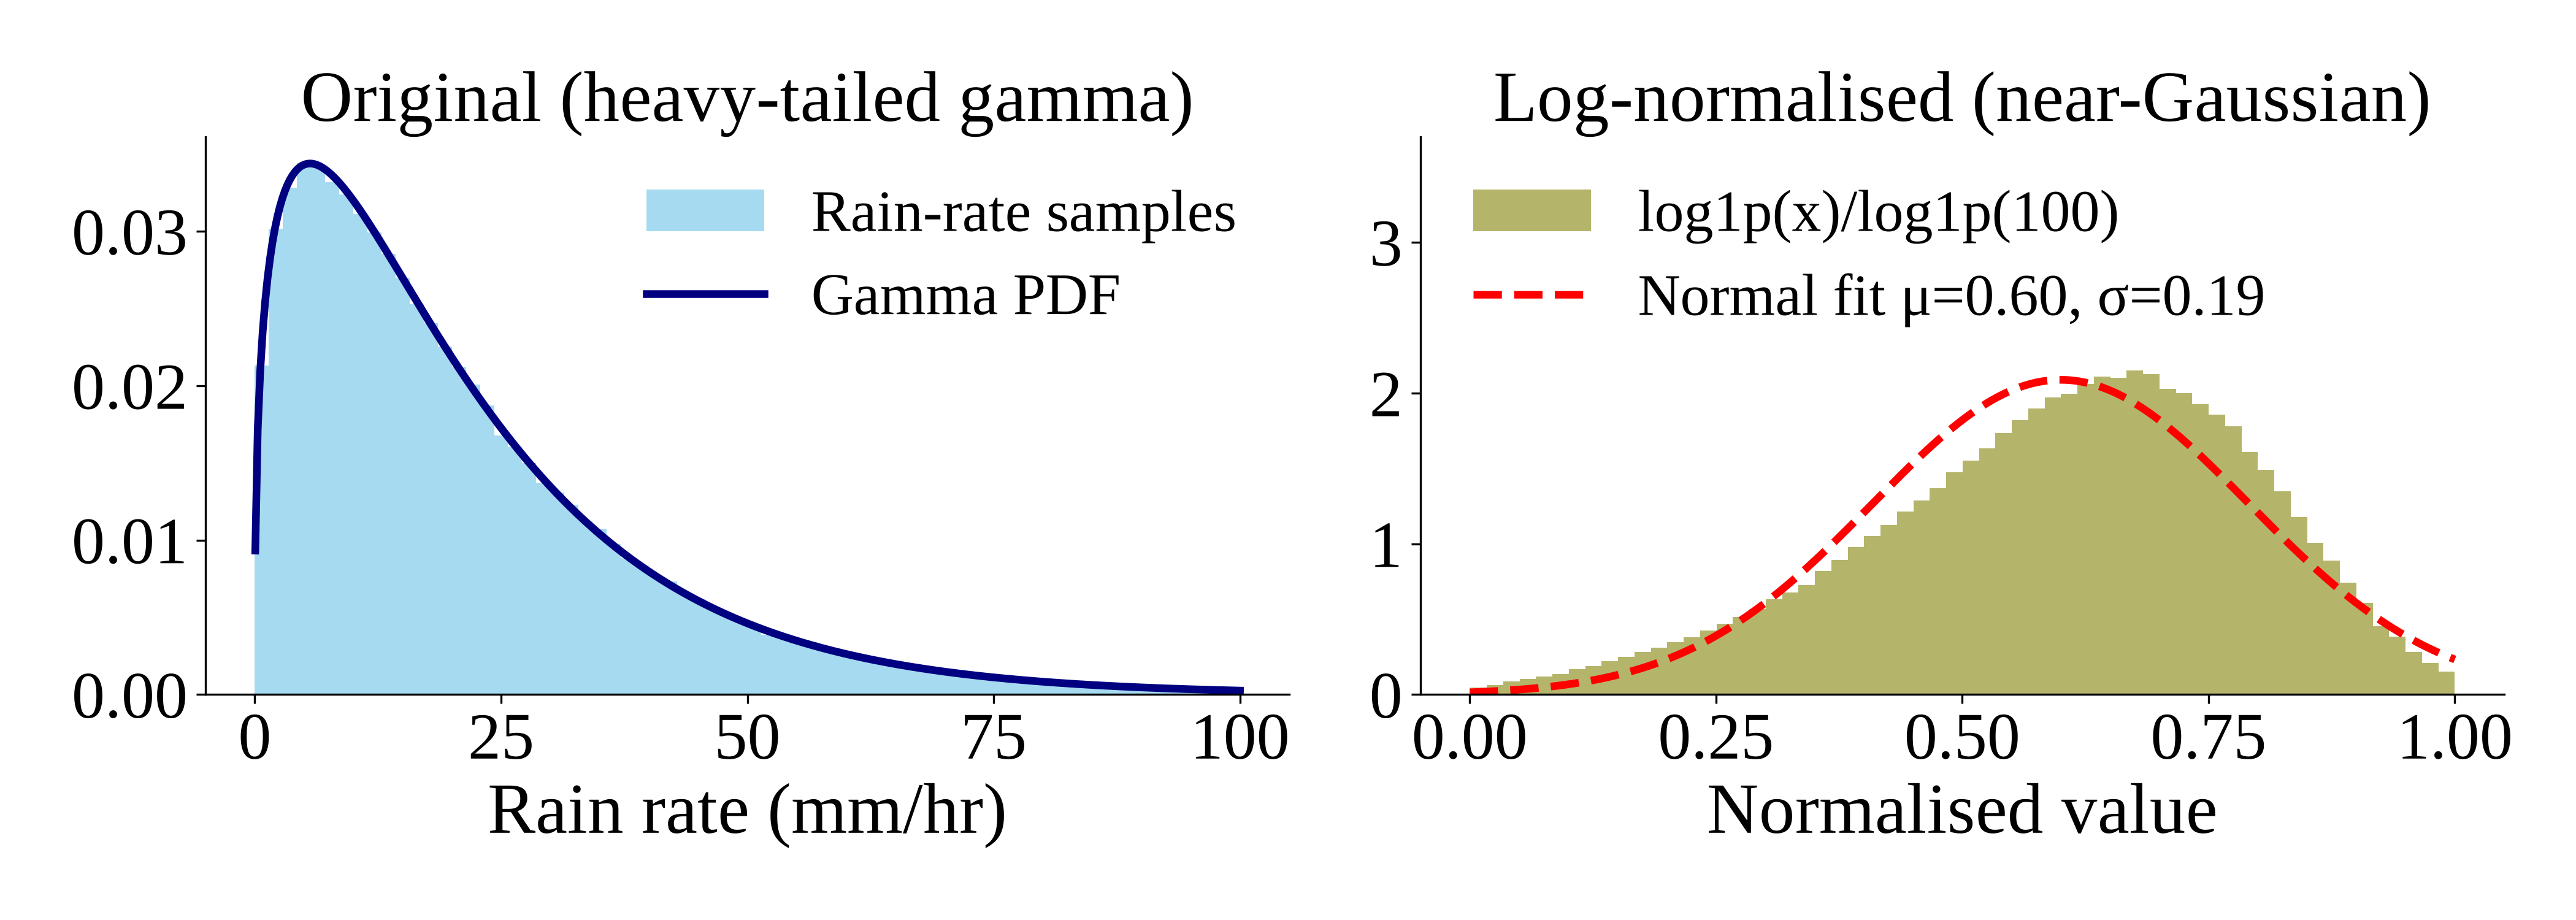 Original (heavy-tailed gamma)
0.03
0.02
0.01
0.00
Rain-rate samples
Gamma PDF
0 25 50 75 100
Rain rate (mm/hr)
Log-normalised (near-Gaussian)
3
2
1
0
log1p(x)/log1p(100)
Normal fit μ=0.60, σ=0.19
0.00 0.25 0.50 0.75 1.00
Normalised value